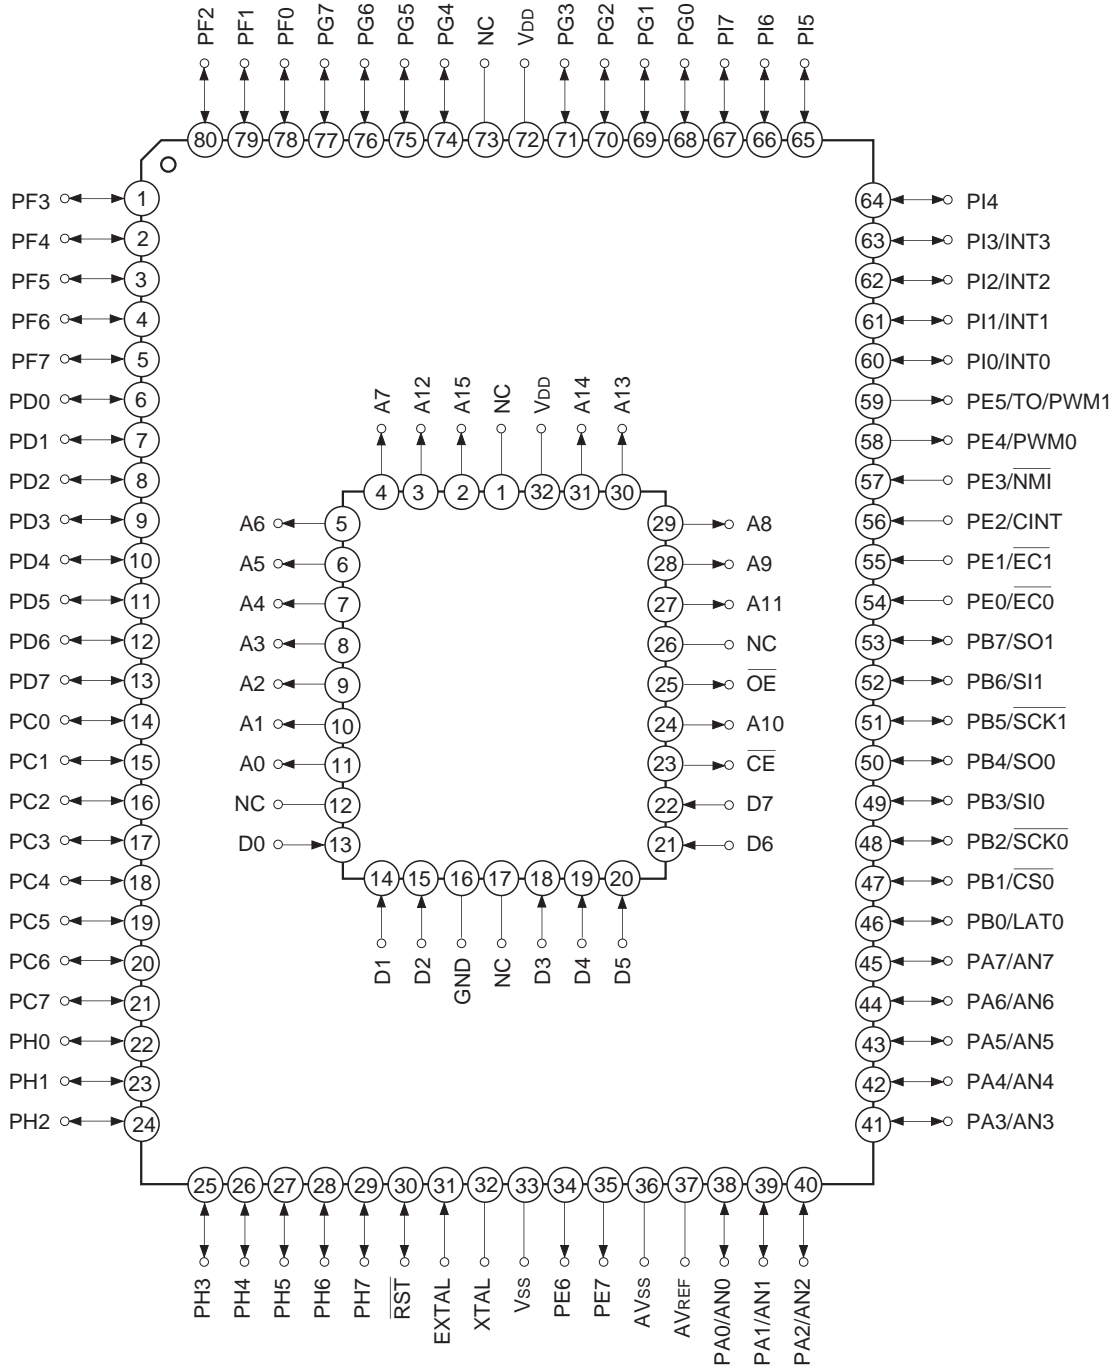 PF2 PF1 PF0 PG7 PG6 PG5 PG4 NC VDD PG3 PG2 PG1 PG0 PI7 PI6 PI5
80 79 78 77 76 75 74 73 72 71 70 69 68 67 66 65
PF3 1
PF4 2
PF5 3
PF6 4
PF7 5
PD0 6
PD1 7
PD2 8
PD3 9
PD4 10
PD5 11
PD6 12
PD7 13
PC0 14
PC1 15
PC2 16
PC3 17
PC4 18
PC5 19
PC6 20
PC7 21
PH0 22
PH1 23
PH2 24
A7 A12 A15 NC VDD A14 A13
4 3 2 1 32 31 30
A6 5
A5 6
A4 7
A3 8
A2 9
A1 10
A0 11
NC 12
D0 13
29 A8
28 A9
27 A11
26 NC
25 OE
24 A10
23 CE
22 D7
21 D6
14 15 16 17 18 19 20
D1 D2 GND NC D3 D4 D5
64 PI4
63 PI3/INT3
62 PI2/INT2
61 PI1/INT1
60 PI0/INT0
59 PE5/TO/PWM1
58 PE4/PWM0
57 PE3/NMI
56 PE2/CINT
55 PE1/EC1
54 PE0/EC0
53 PB7/SO1
52 PB6/SI1
51 PB5/SCK1
50 PB4/SO0
49 PB3/SI0
48 PB2/SCK0
47 PB1/CS0
46 PB0/LAT0
45 PA7/AN7
44 PA6/AN6
43 PA5/AN5
42 PA4/AN4
41 PA3/AN3
25 26 27 28 29 30 31 32 33 34 35 36 37 38 39 40
PH3 PH4 PH5 PH6 PH7 RST EXTAL XTAL VSS PE6 PE7 AVSS AVREF PA0/AN0 PA1/AN1 PA2/AN2